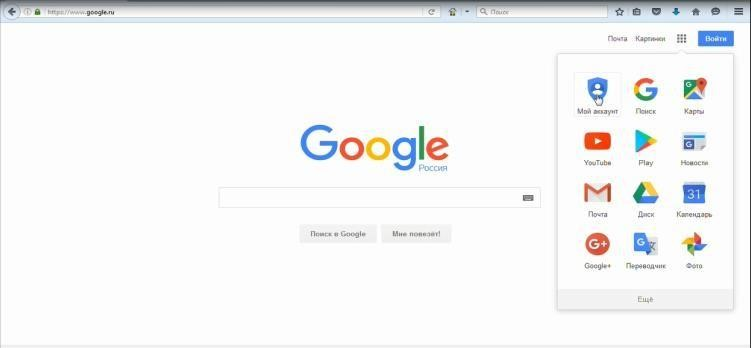 https://www.google.ru
Поиск
Почта Картинки Войти
Google
Россия
Поиск в Google Мне повезёт!
Мой аккаунт Поиск Карты
YouTube Play Новости
Почта Диск 31 Календарь
Google+ Переводчик Фото
Ещё